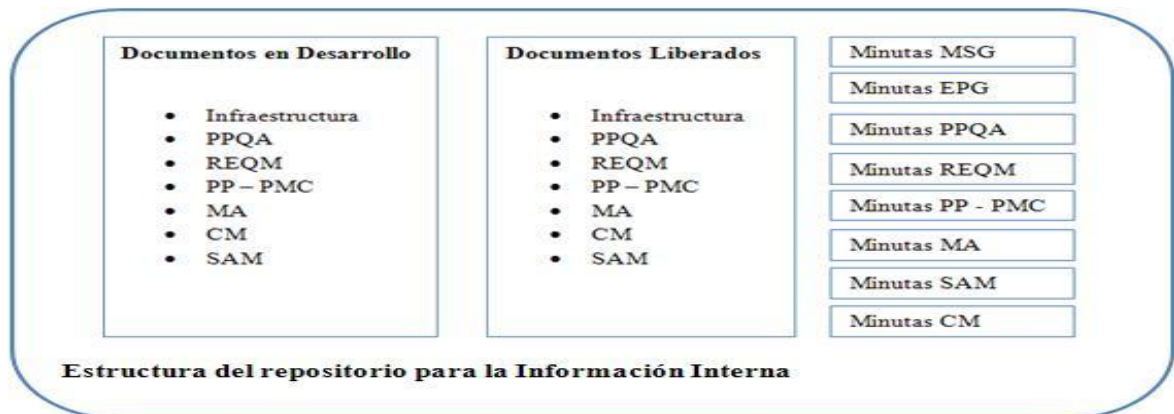 Documentos en Desarrollo
• Infraestructura
• PPQA
• REQM
• PP – PMC
• MA
• CM
• SAM
Documentos Liberados
• Infraestructura
• PPQA
• REQM
• PP – PMC
• MA
• CM
• SAM
Minutas MSG
Minutas EPG
Minutas PPQA
Minutas REQM
Minutas PP - PMC
Minutas MA
Minutas SAM
Minutas CM
Estructura del repositorio para la Información Interna